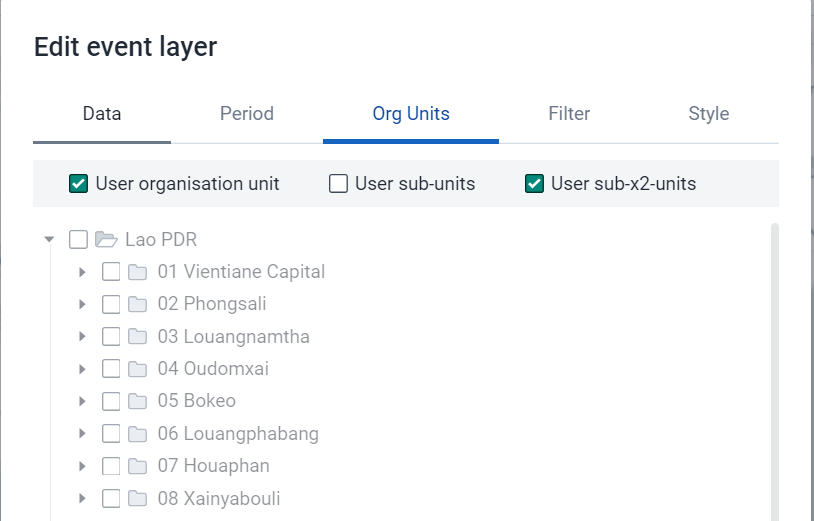 Edit event layer
Data Period Org Units Filter Style
User organisation unit User sub-units User sub-x2-units
Lao PDR
01 Vientiane Capital
02 Phongsali
03 Louangnamtha
04 Oudomxai
05 Bokeo
06 Louangphabang
07 Houaphan
08 Xainyabouli